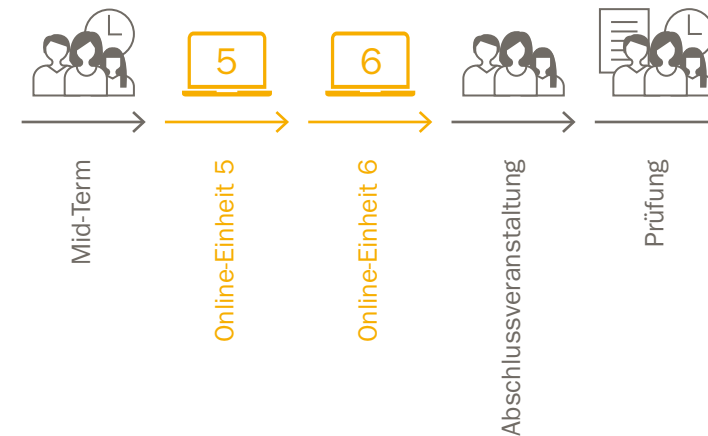 5
6
Mid-Term
Online-Einheit 5
Online-Einheit 6
Abschlussveranstaltung
Prüfung